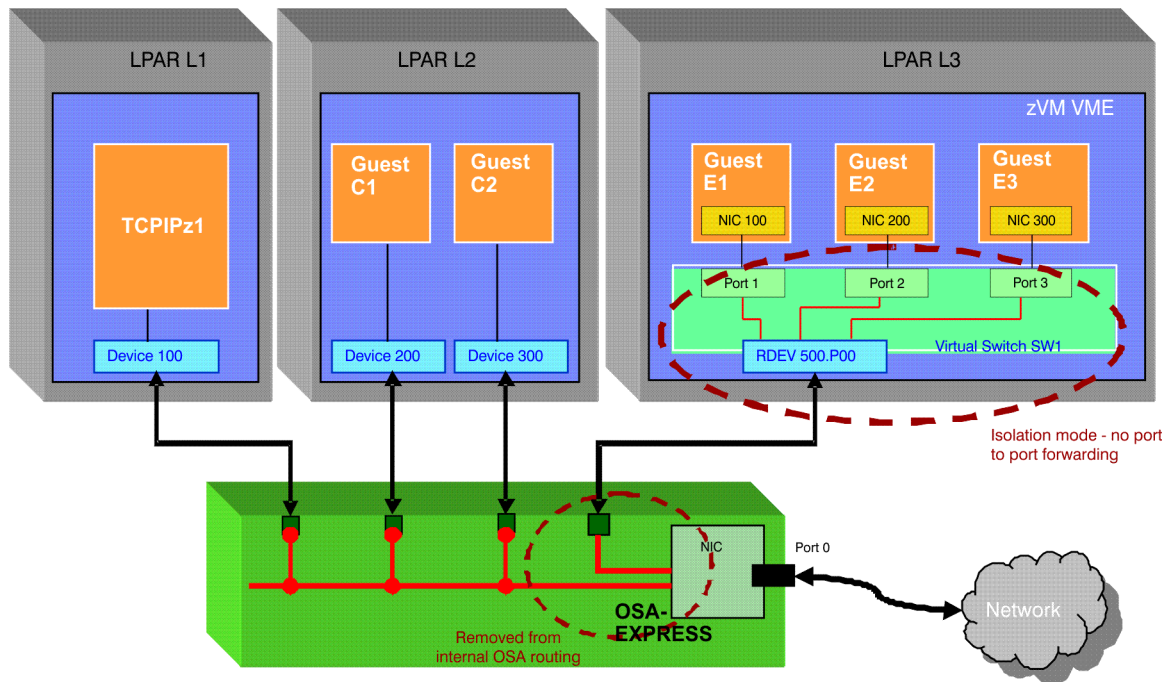 LPAR L1
LPAR L2
LPAR L3
zVM VME
TCPIPz1
Guest
C1
Guest
C2
Guest
E1
Guest
E2
Guest
E3
NIC 100
NIC 200
NIC 300
Port 1
Port 2
Port 3
Device 100
Device 200
Device 300
RDEV 500.P00
Virtual Switch SW1
Isolation mode - no port
to port forwarding
NIC
Port 0
OSA-
EXPRESS
Removed from
internal OSA routing
Network